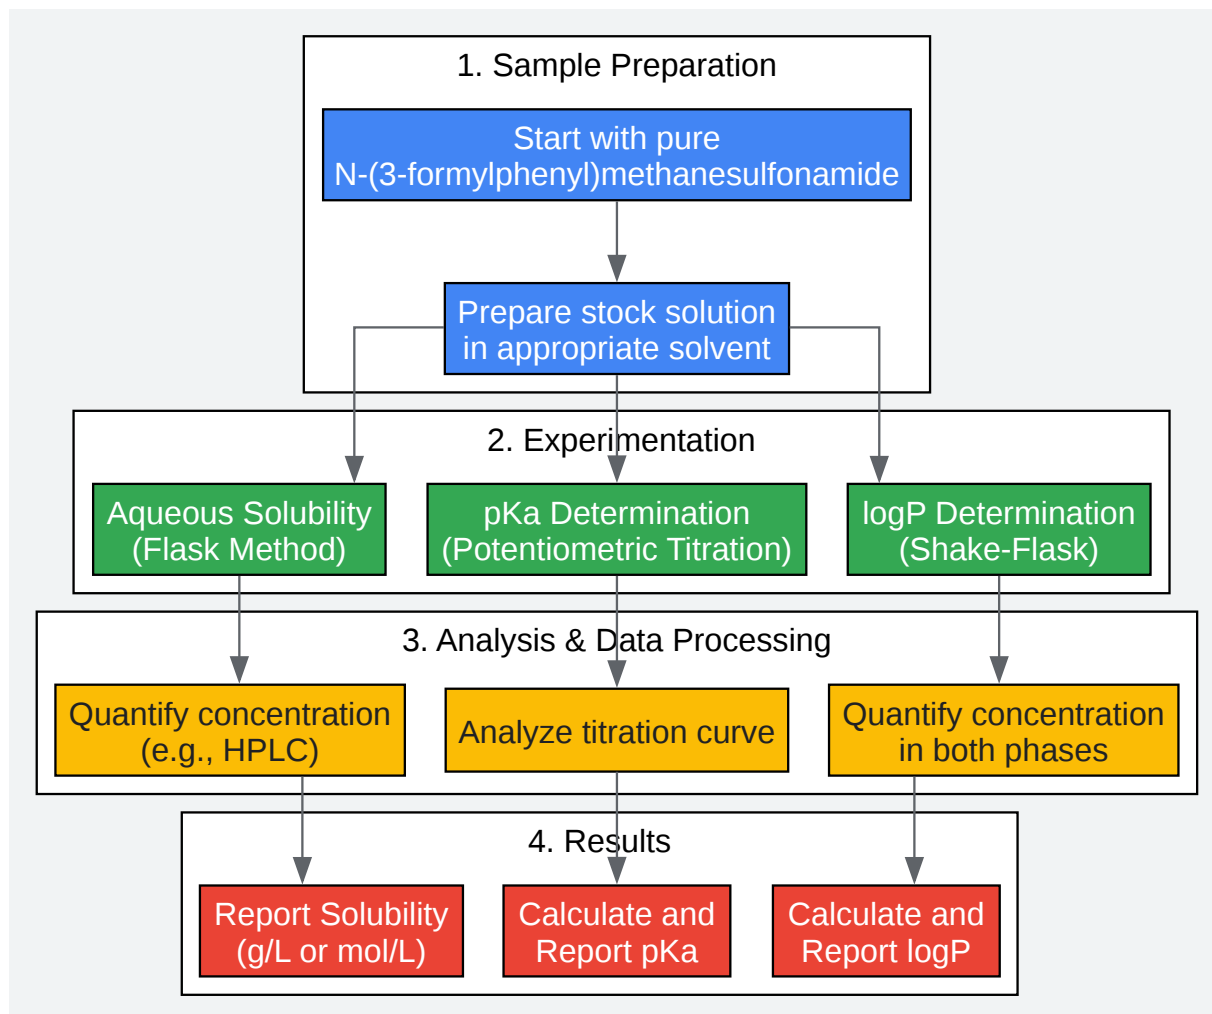 1. Sample Preparation
Start with pure
N-(3-formylphenyl)methanesulfonamide
Prepare stock solution
in appropriate solvent
2. Experimentation
Aqueous Solubility
(Flask Method)
pKa Determination
(Potentiometric Titration)
logP Determination
(Shake-Flask)
3. Analysis & Data Processing
Quantify concentration
(e.g., HPLC)
Analyze titration curve
Quantify concentration
in both phases
4. Results
Report Solubility
(g/L or mol/L)
Calculate and
Report pKa
Calculate and
Report logP